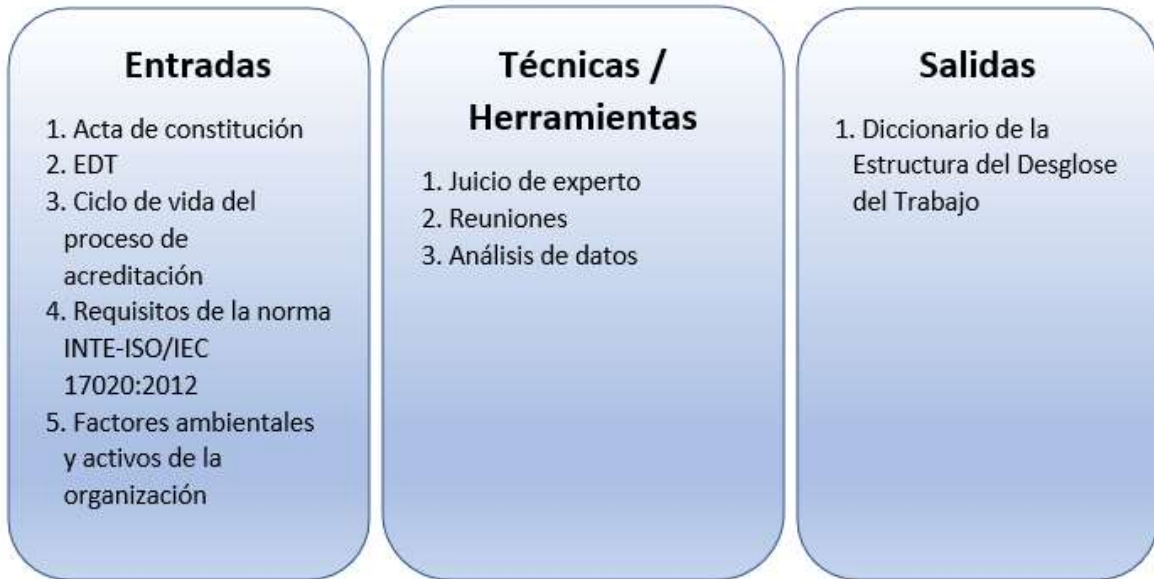 Entradas
1. Acta de constitución
2. EDT
3. Ciclo de vida del
proceso de
acreditación
4. Requisitos de la norma
INTE-ISO/IEC
17020:2012
5. Factores ambientales
y activos de la
organización
Técnicas /
Herramientas
1. Juicio de experto
2. Reuniones
3. Análisis de datos
Salidas
1. Diccionario de la
Estructura del Desglose
del Trabajo